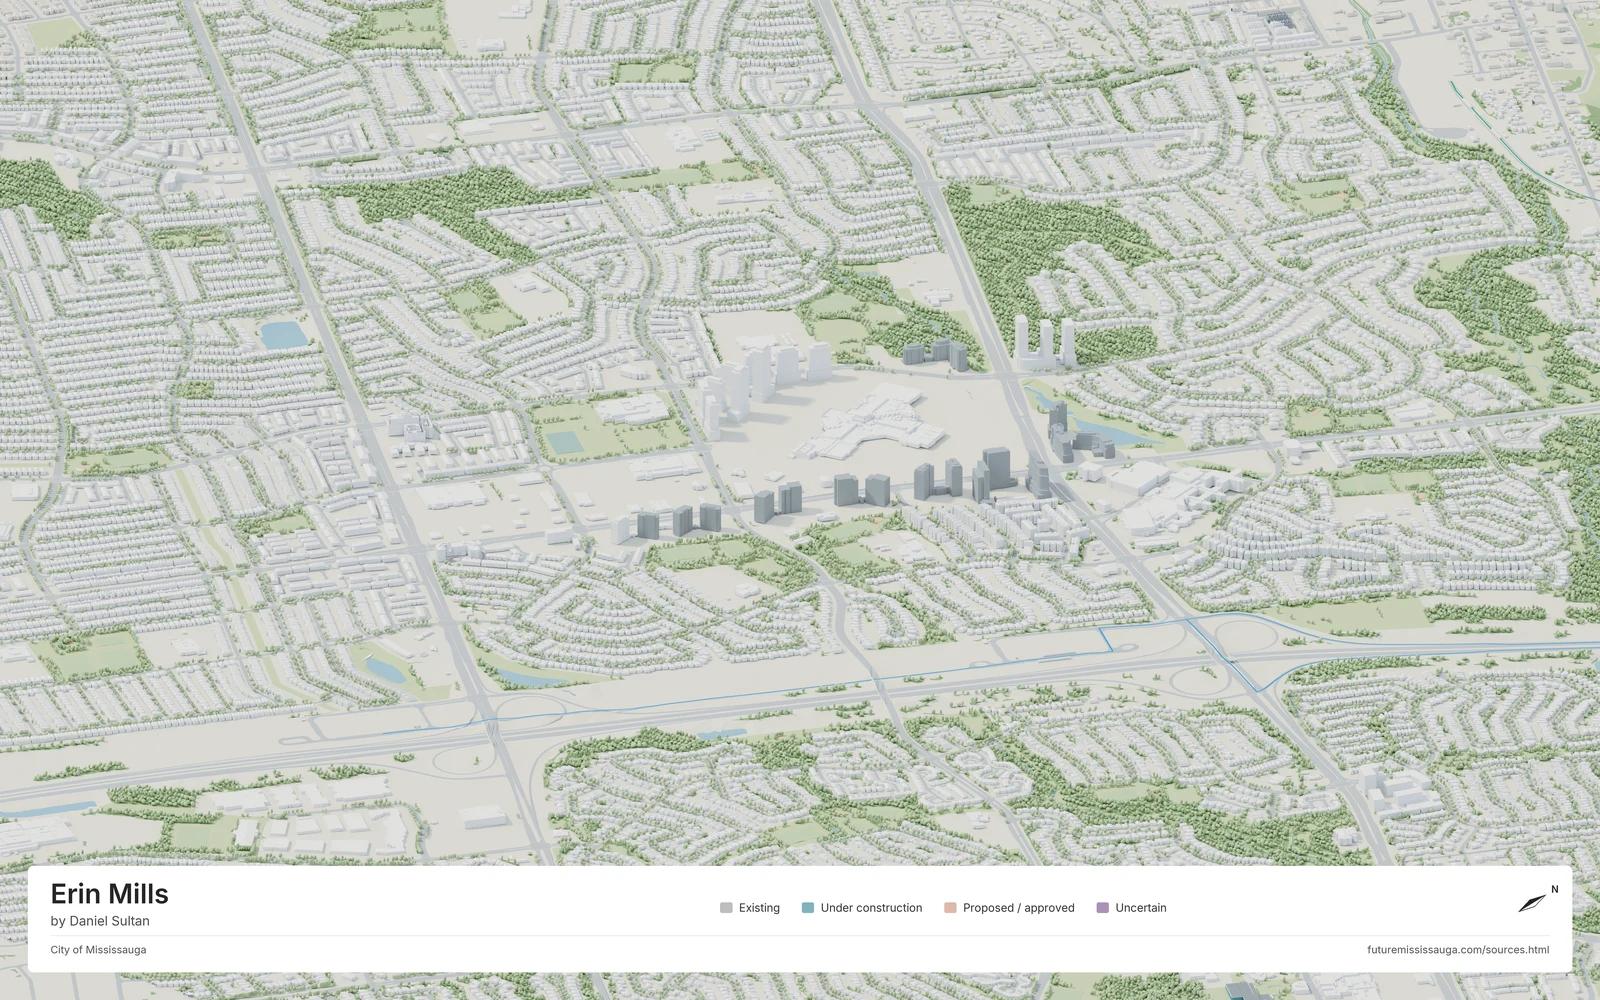 Erin Mills
by Daniel Sultan
City of Mississauga
Existing
Under construction
Proposed / approved
Uncertain
N
futuremississauga.com/sources.html